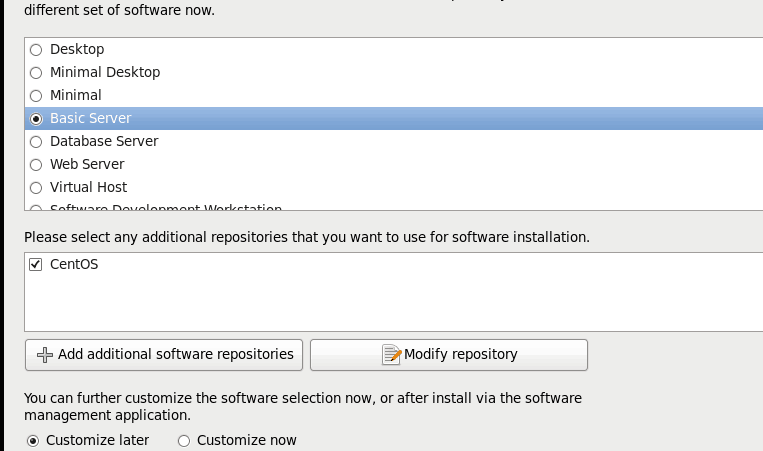 different set of software now.
Desktop
Minimal Desktop
Minimal
Basic Server
Database Server
Web Server
Virtual Host
Software Development Workstation
Please select any additional repositories that you want to use for software installation.
CentOS
Add additional software repositories
Modify repository
You can further customize the software selection now, or after install via the software
management application.
Customize later
Customize now